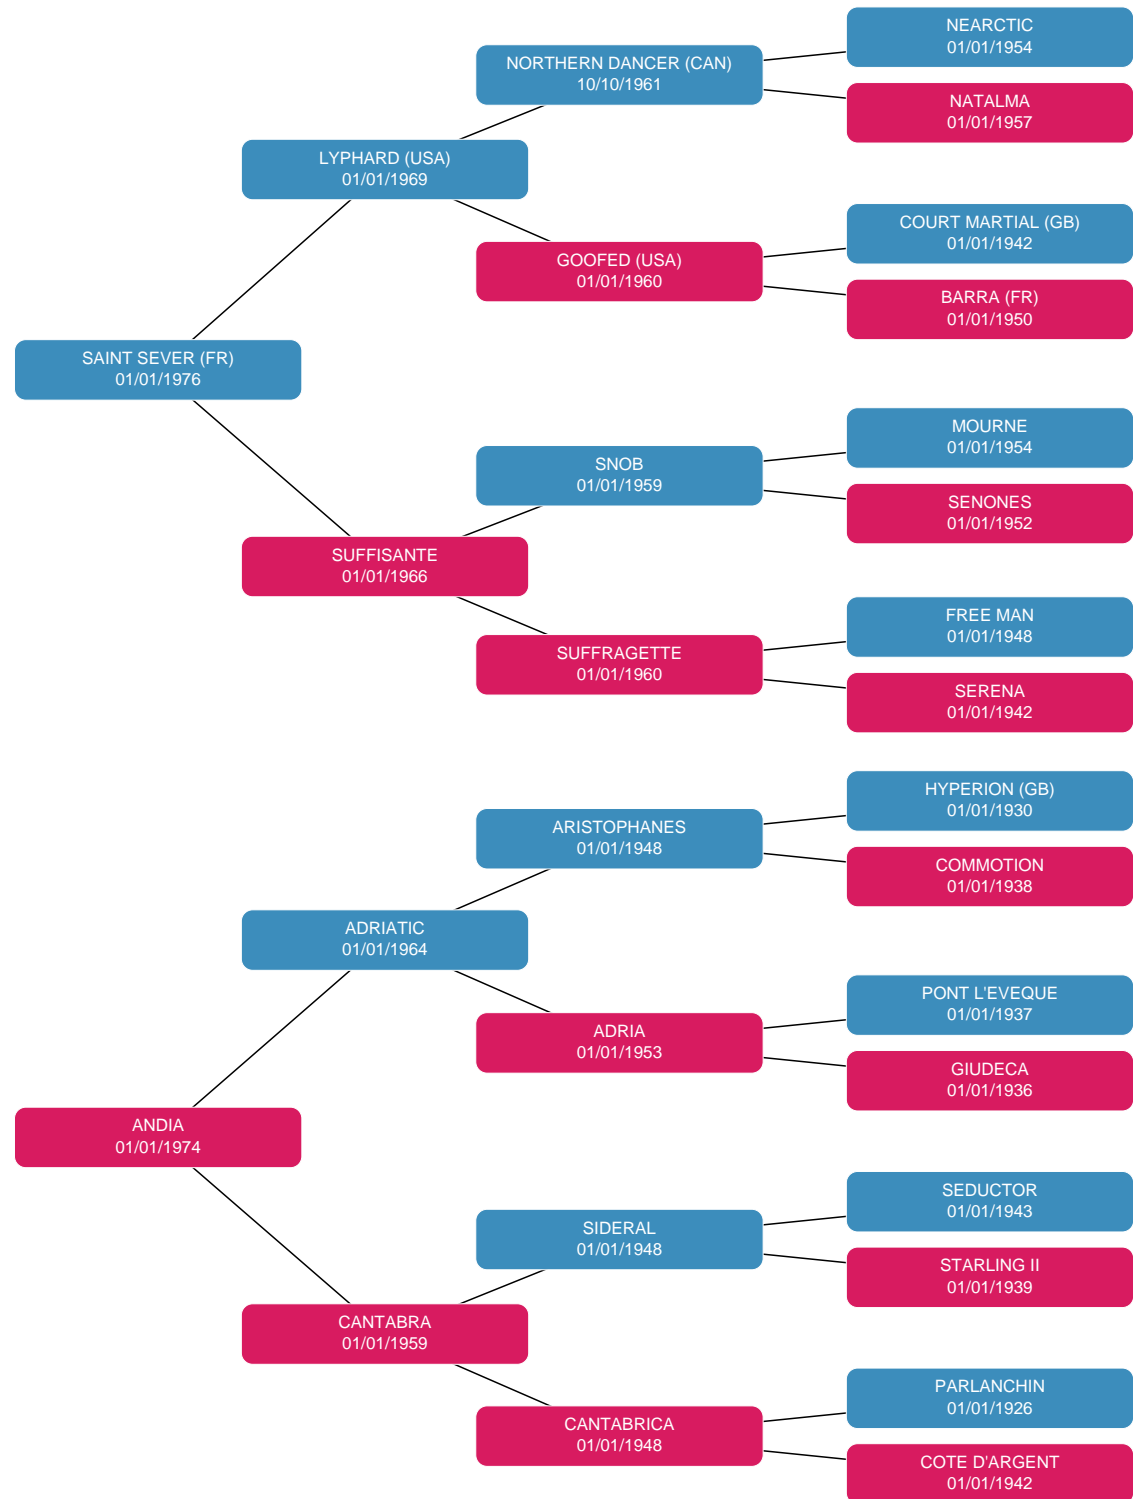 NEARCTIC
01/01/1954
NORTHERN DANCER (CAN)
10/10/1961
NATALMA
01/01/1957
LYPHARD (USA)
01/01/1969
COURT MARTIAL (GB)
01/01/1942
GOOFED (USA)
01/01/1960
BARRA (FR)
01/01/1950
SAINT SEVER (FR)
01/01/1976
MOURNE
01/01/1954
SNOB
01/01/1959
SENONES
01/01/1952
SUFFISANTE
01/01/1966
FREE MAN
01/01/1948
SUFFRAGETTE
01/01/1960
SERENA
01/01/1942
HYPERION (GB)
01/01/1930
ARISTOPHANES
01/01/1948
COMMOTION
01/01/1938
ADRIATIC
01/01/1964
PONT L'EVEQUE
01/01/1937
ADRIA
01/01/1953
GIUDECA
01/01/1936
ANDIA
01/01/1974
SEDUCTOR
01/01/1943
SIDERAL
01/01/1948
STARLING II
01/01/1939
CANTABRA
01/01/1959
PARLANCHIN
01/01/1926
CANTABRICA
01/01/1948
COTE D'ARGENT
01/01/1942